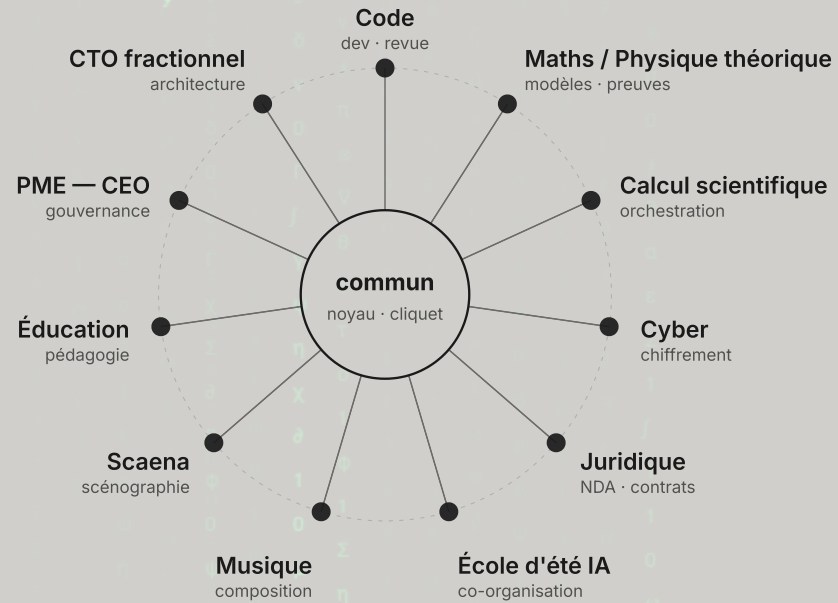 Code
dev · revue
CTO fractionnel
architecture
Maths / Physique théorique
modèles · preuves
PME — CEO
gouvernance
Calcul scientifique
orchestration
commun
noyau · cliquet
Éducation
pédagogie
Cyber
chiffrement
Scaena
scénographie
Juridique
NDA · contrats
Musique
composition
École d'été IA
co-organisation